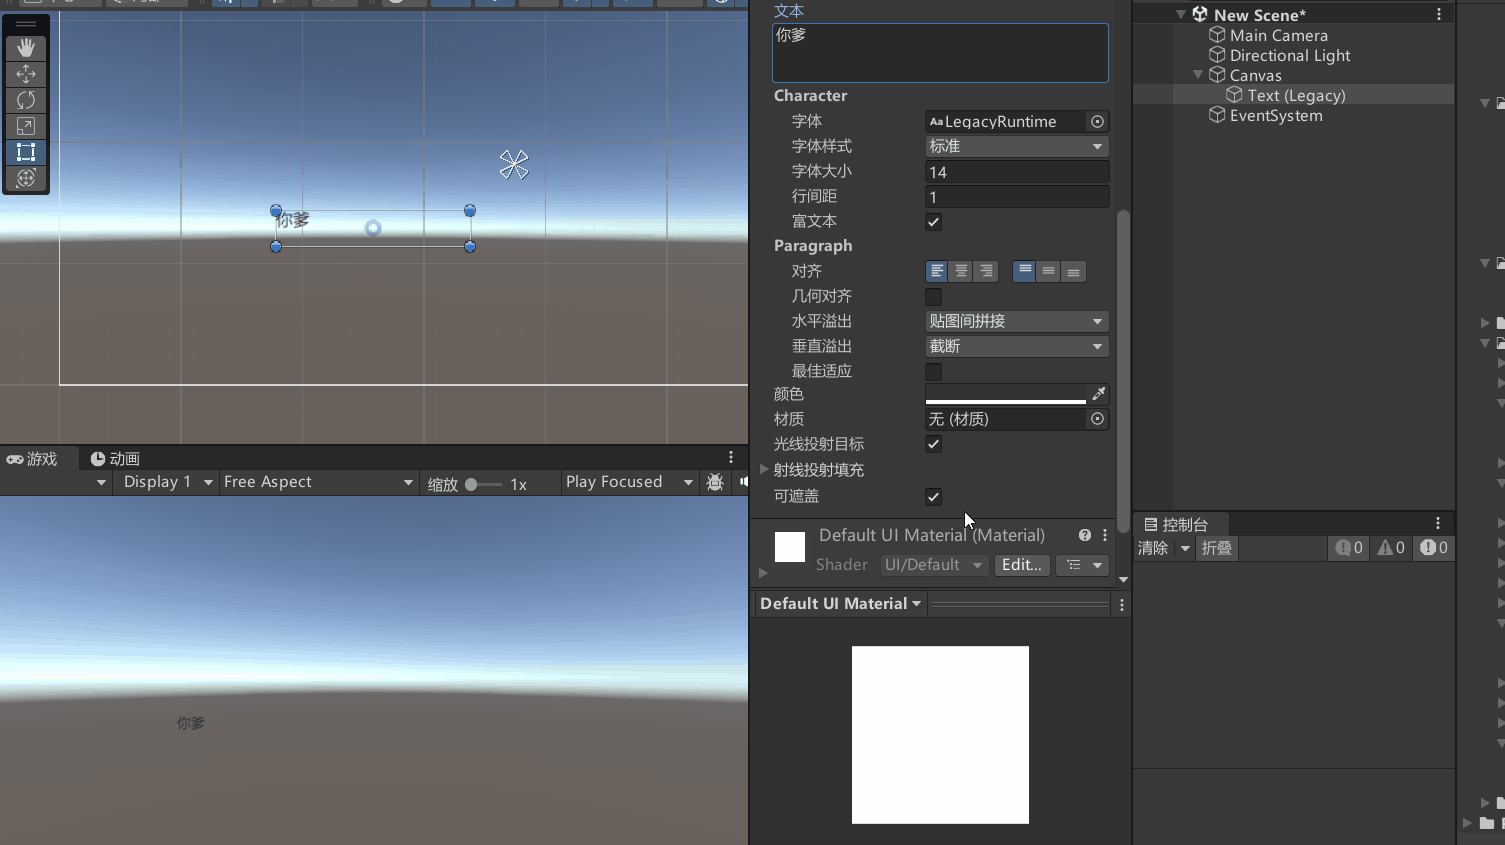 你爹
游戏
动画
Display 1
Free Aspect
缩放
1x
Play Focused
你爹
文本
你爹
Character
字体
LegacyRuntime
字体样式
标准
字体大小
14
行间距
1
富文本
Paragraph
对齐
几何对齐
水平溢出
贴图间拼接
垂直溢出
截断
最佳适应
颜色
材质
无 (材质)
光线投射目标
射线投射填充
可遮盖
Default UI Material (Material)
Shader
UI/Default
Edit...
Default UI Material
New Scene*
Main Camera
Directional Light
Canvas
Text (Legacy)
EventSystem
控制台
清除
折叠
0
0
0